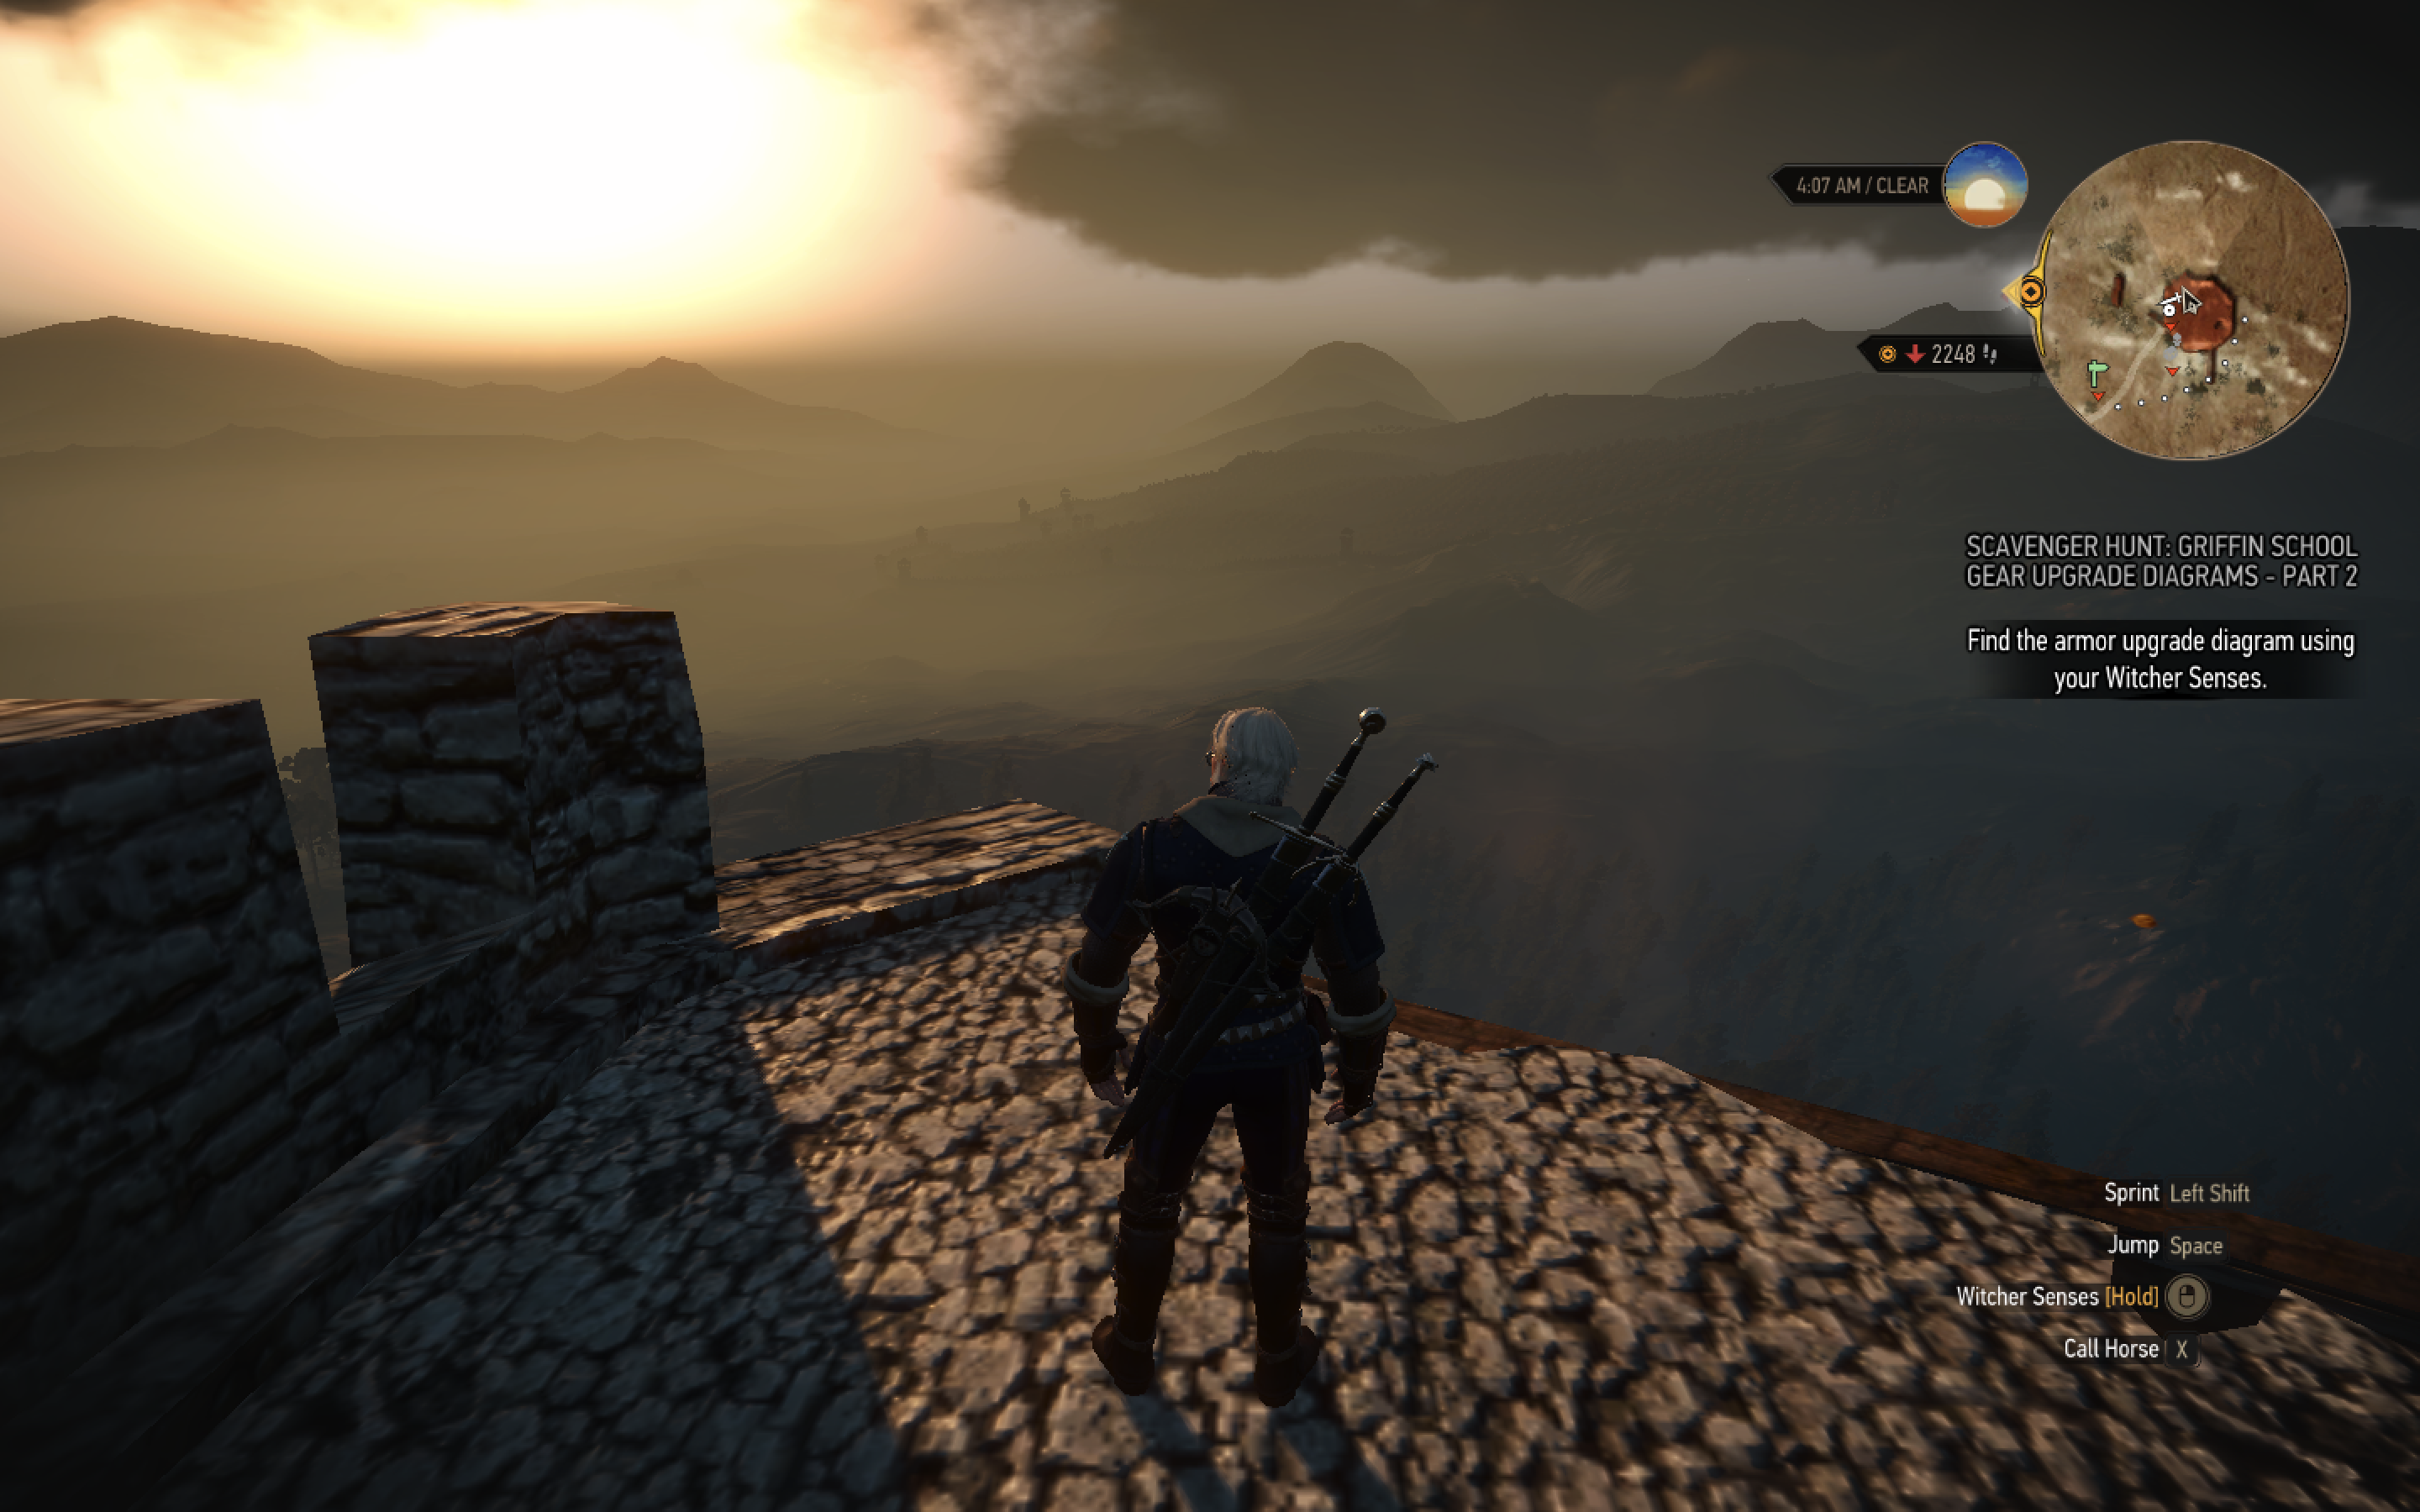 4:07 AM / CLEAR
2248
SCAVENGER HUNT: GRIFFIN SCHOOL
GEAR UPGRADE DIAGRAMS - PART 2
Find the armor upgrade diagram using
your Witcher Senses.
Sprint Left Shift
Jump Space
Witcher Senses [Hold]
Call Horse X